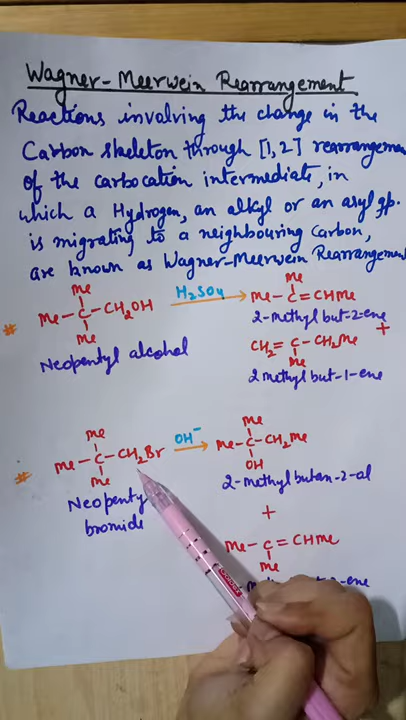 Wagner-Meerwein Rearrangement
Reactions involving the change in the
Carbon skeleton through [1,2] rearrangemen
of the carbocation intermediate, in
which a Hydrogen, an alkyl or an aryl gp.
is migrating to a neighbouring Carbon,
are known as Wagner-Meerwein Rearrangement
Me
Me-C-CH2OH
Me
Neopentyl alcohol
H2SO4
Me
Me-C=CHMe
2-methyl but-2-ene
+
CH2=C-CH2Me
Me
2 methyl but-1-ene
Me
Me-C-CH2Br
Me
Neopenty
bromide
OH-
Me
Me-C-CH2Me
OH
2-methyl butan-2-al
+
Me-C=CHMe
Me